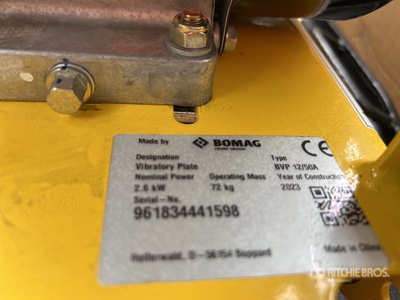 Made by BOMAG CE
FAYAT GROUP
Designation Type
Vibratory Plate BVP 12/50A
Nominal Power Operating Mass Year of Construction
2.6 kW 72 kg 2023
Serial-No.
961834441598
Hellerwald, D - 56154 Boppard Made in China
RITCHIE BROS.